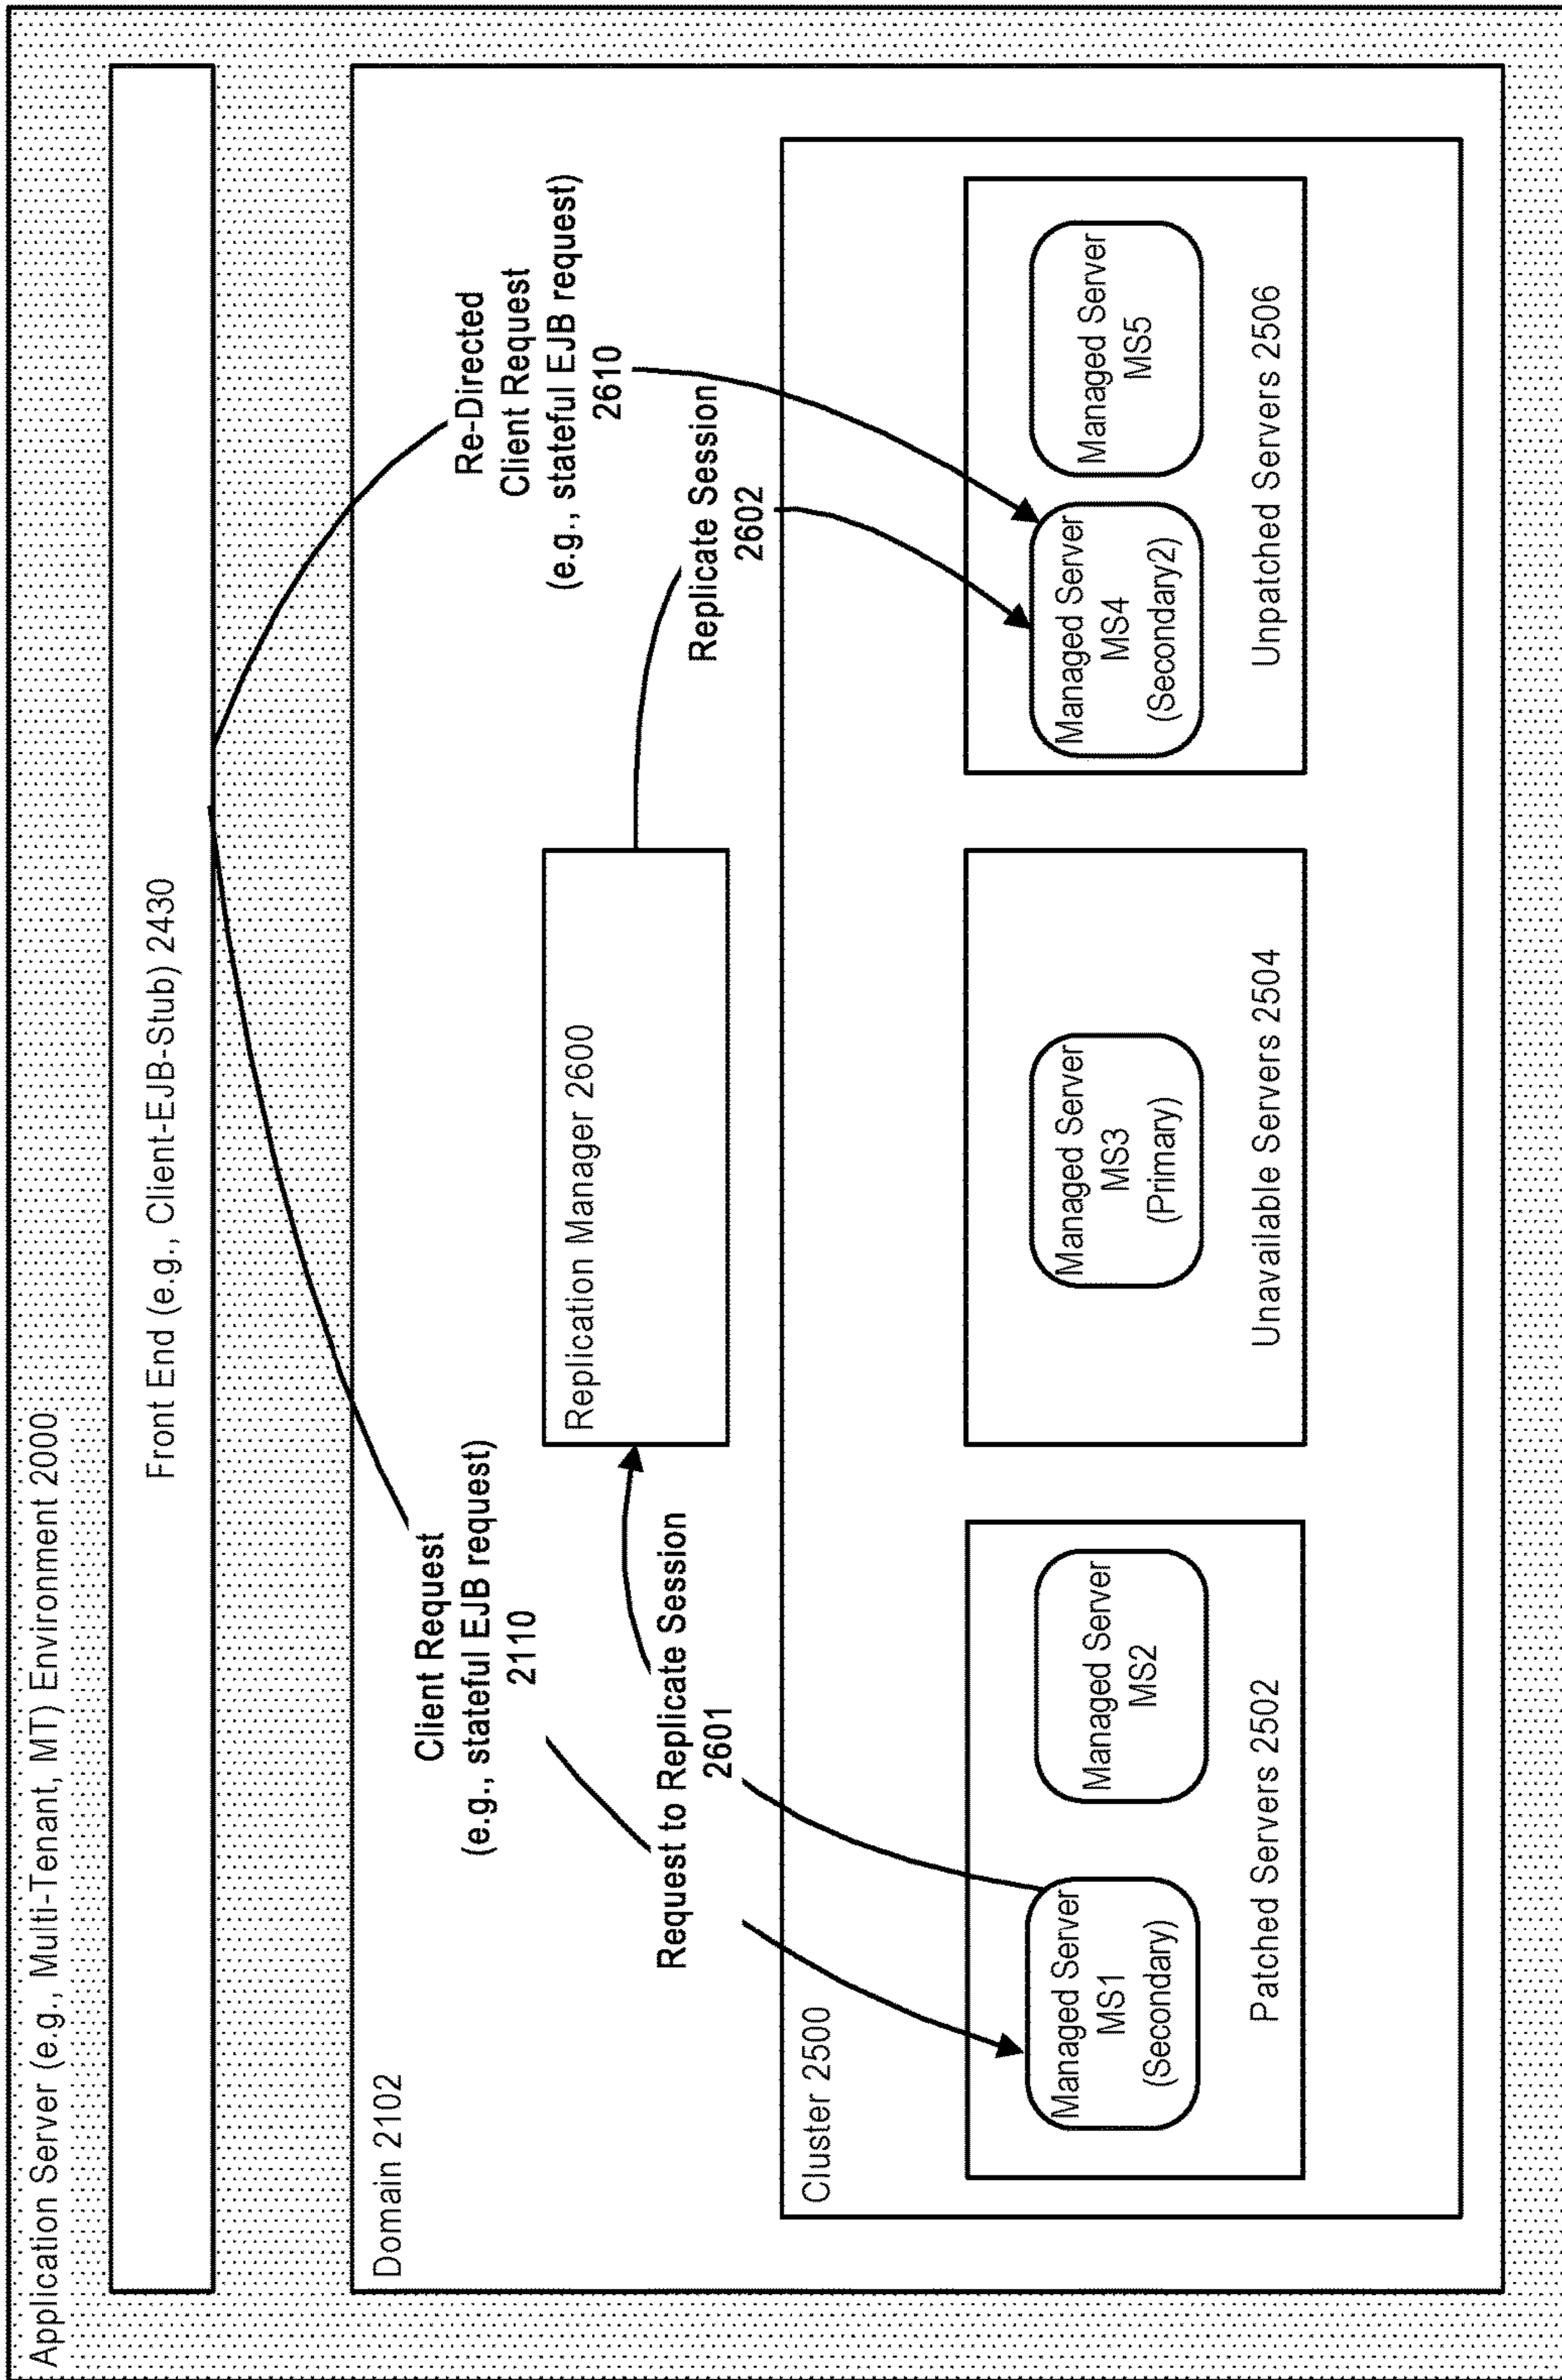 Application Server (e.g., Multi-Tenant, MT) Environment 2000
Front End (e.g., Client-EJB-Stub) 2430
Domain 2102
Client Request
(e.g., stateful EJB request)
2110
Re-Directed
Client Request
(e.g., stateful EJB request)
2610
Replication Manager 2600
Request to Replicate Session
2601
Replicate Session
2602
Cluster 2500
Managed Server
MS1
(Secondary)
Managed Server
MS2
Patched Servers 2502
Managed Server
MS3
(Primary)
Unavailable Servers 2504
Managed Server
MS4
(Secondary2)
Managed Server
MS5
Unpatched Servers 2506